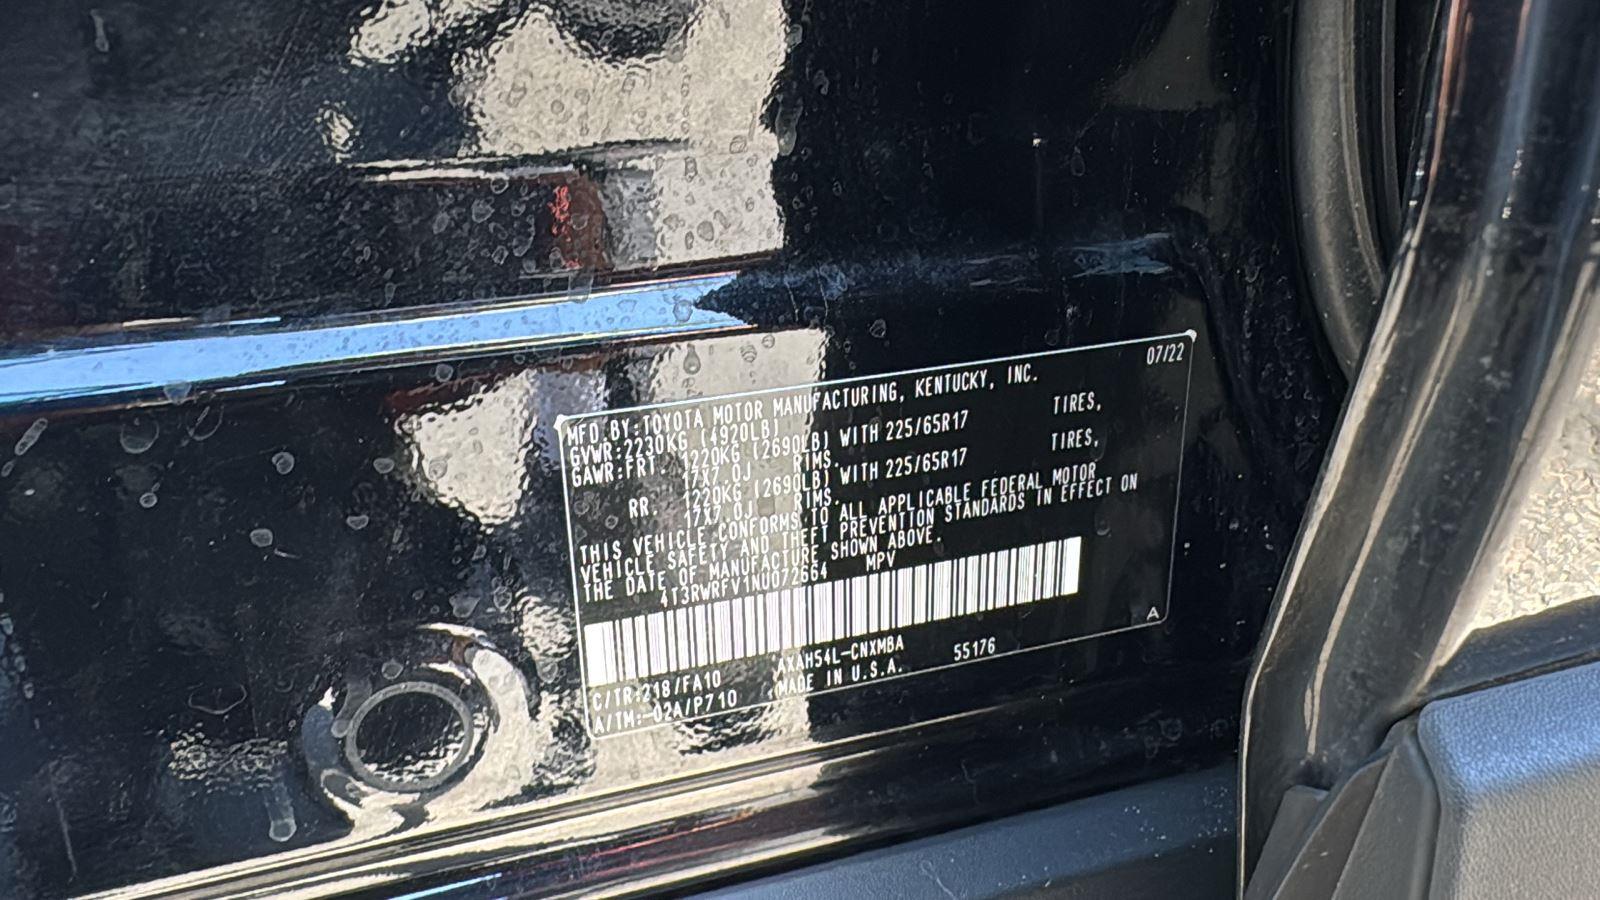 07/22
MFD.BY:TOYOTA MOTOR MANUFACTURING, KENTUCKY, INC.
GVWR:2230KG (4920LB)
GAWR:FRT. 1220KG (2690LB) WITH 225/65R17 TIRES,
17X7.0J RIMS.
RR. 1220KG (2690LB) WITH 225/65R17 TIRES,
17X7.0J RIMS.
THIS VEHICLE CONFORMS TO ALL APPLICABLE FEDERAL MOTOR
VEHICLE SAFETY AND THEFT PREVENTION STANDARDS IN EFFECT ON
THE DATE OF MANUFACTURE SHOWN ABOVE.
4T3RWRFV1NU072664 MPV
A
C/TR:218/FA10 AXAH54L-CNXMBA 55176
A/TM:-02A/P710 MADE IN U.S.A.